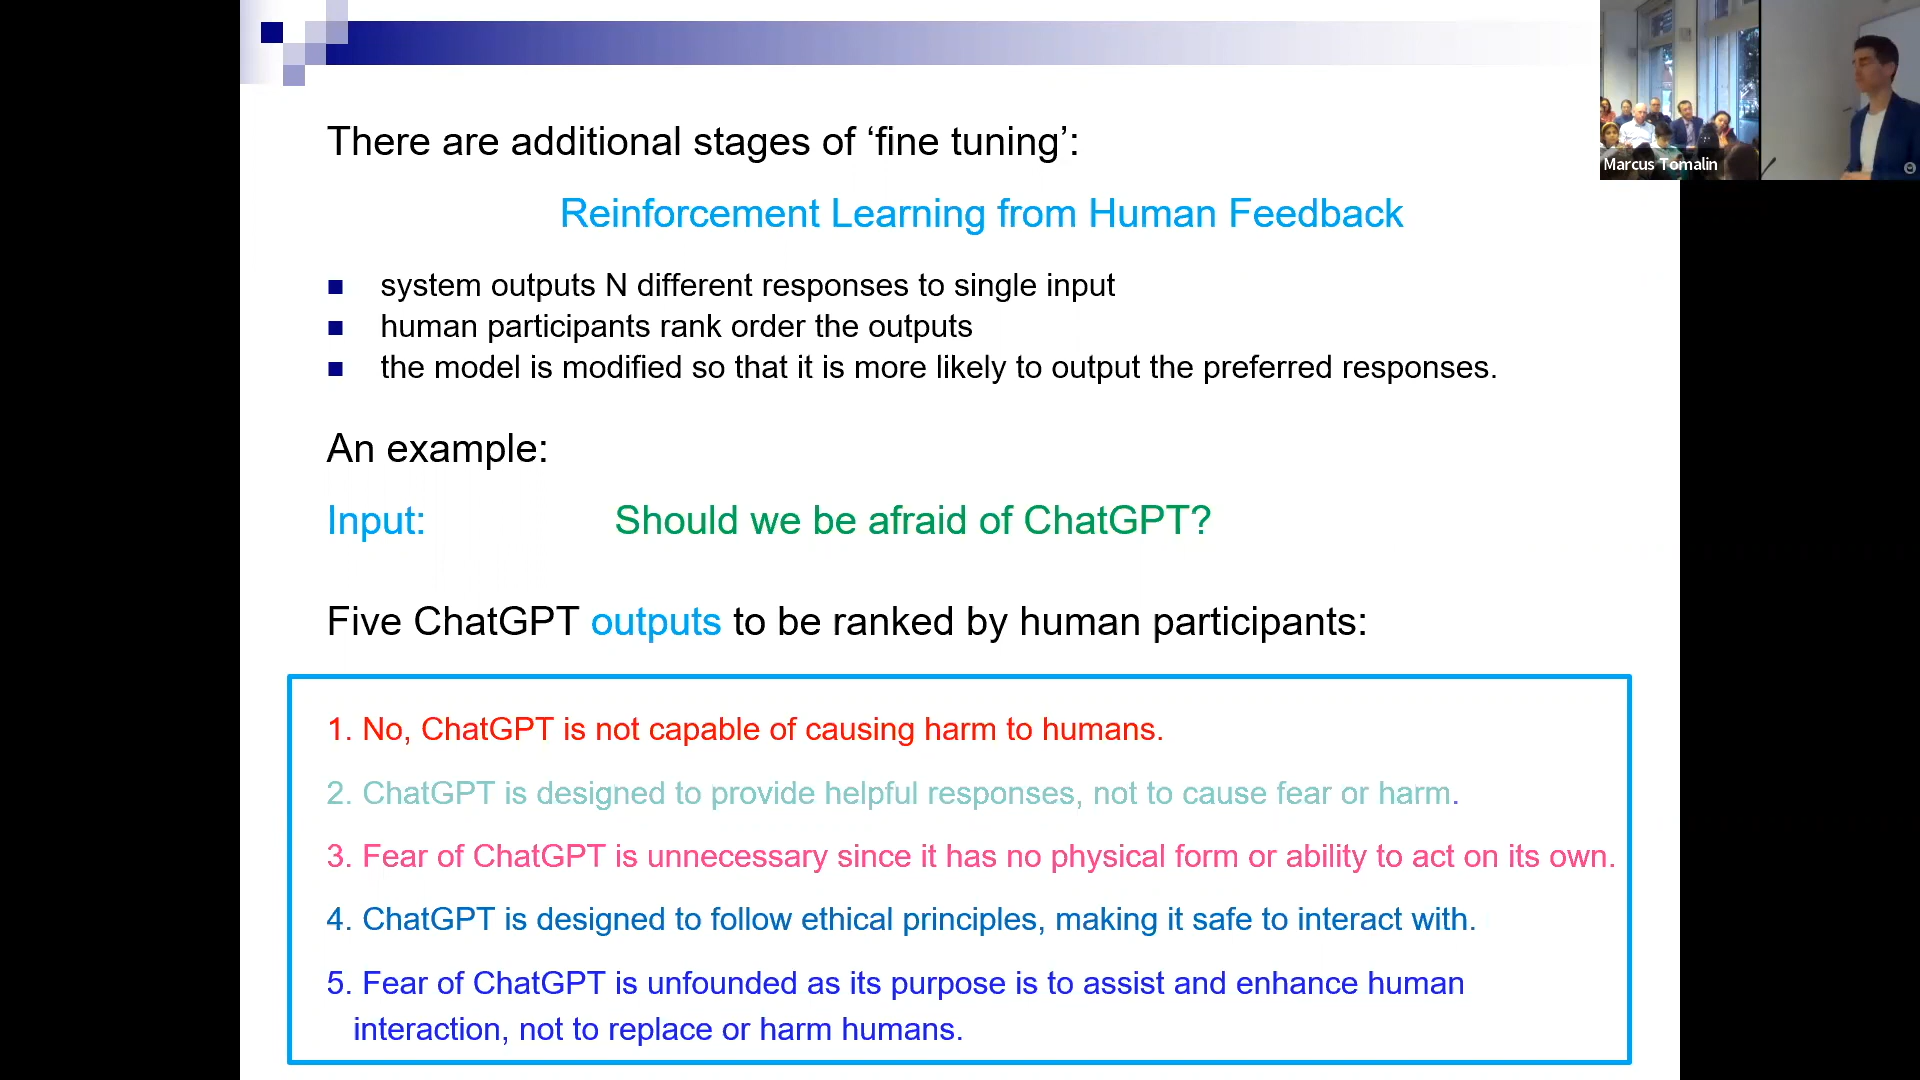 There are additional stages of ‘fine tuning’:
Marcus Tomalin
Reinforcement Learning from Human Feedback
system outputs N different responses to single input
human participants rank order the outputs
the model is modified so that it is more likely to output the preferred responses.
An example:
Input: Should we be afraid of ChatGPT?
Five ChatGPT outputs to be ranked by human participants:
1. No, ChatGPT is not capable of causing harm to humans.
2. ChatGPT is designed to provide helpful responses, not to cause fear or harm.
3. Fear of ChatGPT is unnecessary since it has no physical form or ability to act on its own.
4. ChatGPT is designed to follow ethical principles, making it safe to interact with.
5. Fear of ChatGPT is unfounded as its purpose is to assist and enhance human
interaction, not to replace or harm humans.